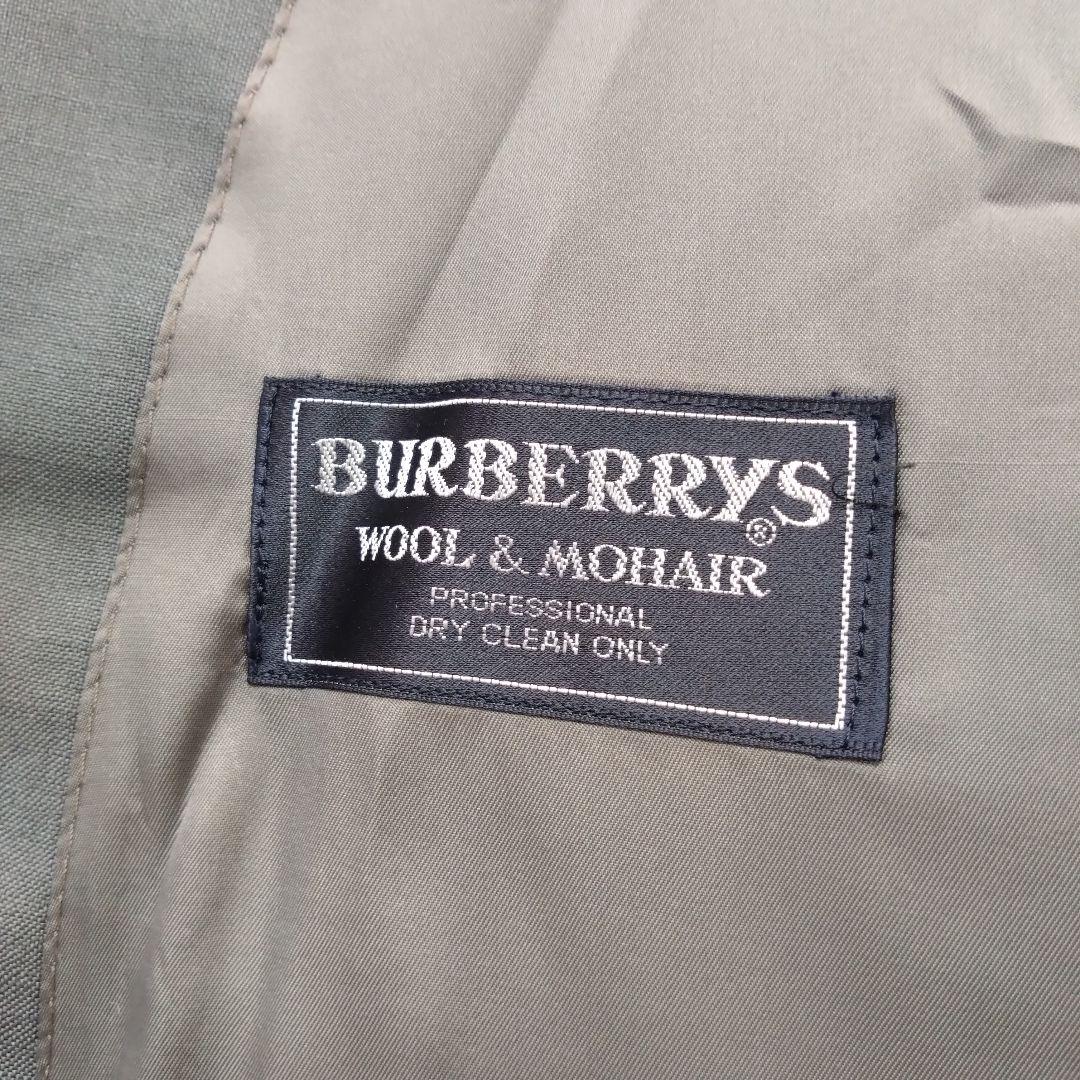 BURBERRYS®
WOOL & MOHAIR
PROFESSIONAL
DRY CLEAN ONLY